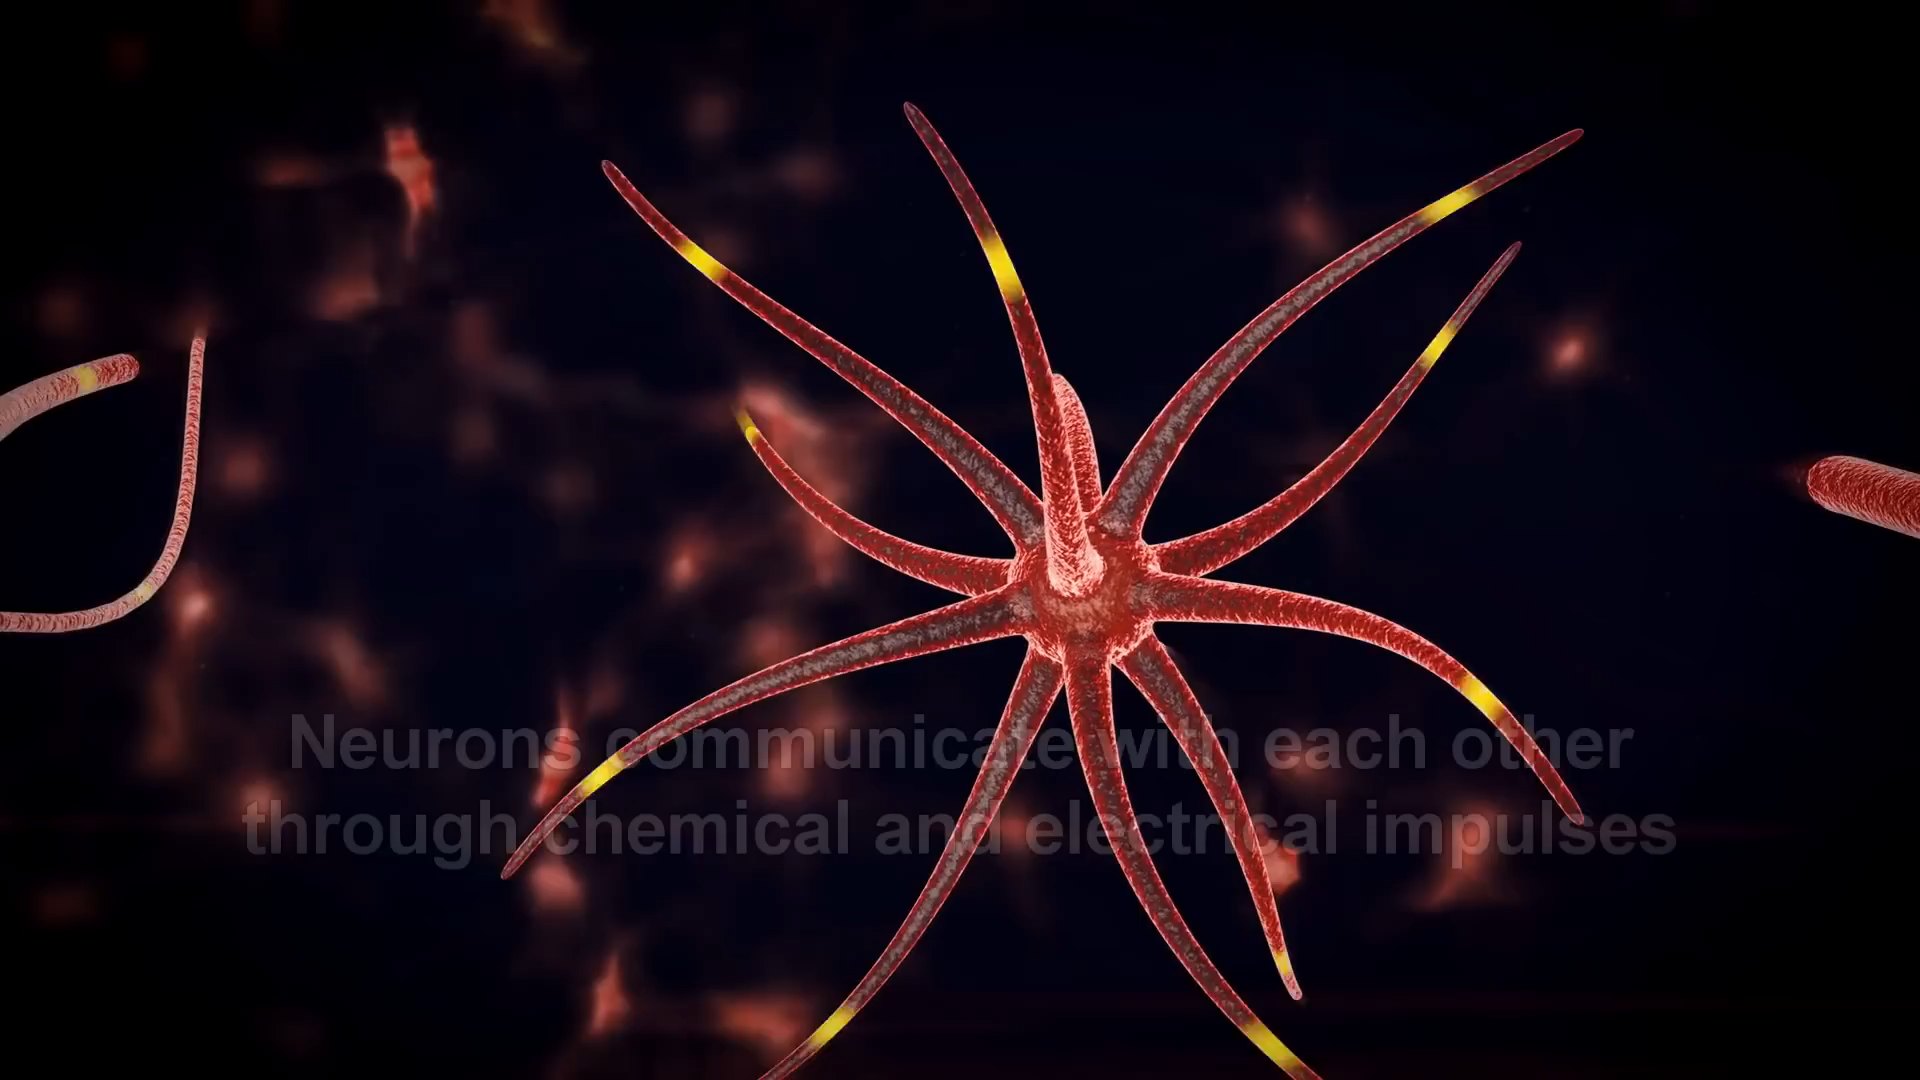 Neurons communicate with each other
through chemical and electrical impulses